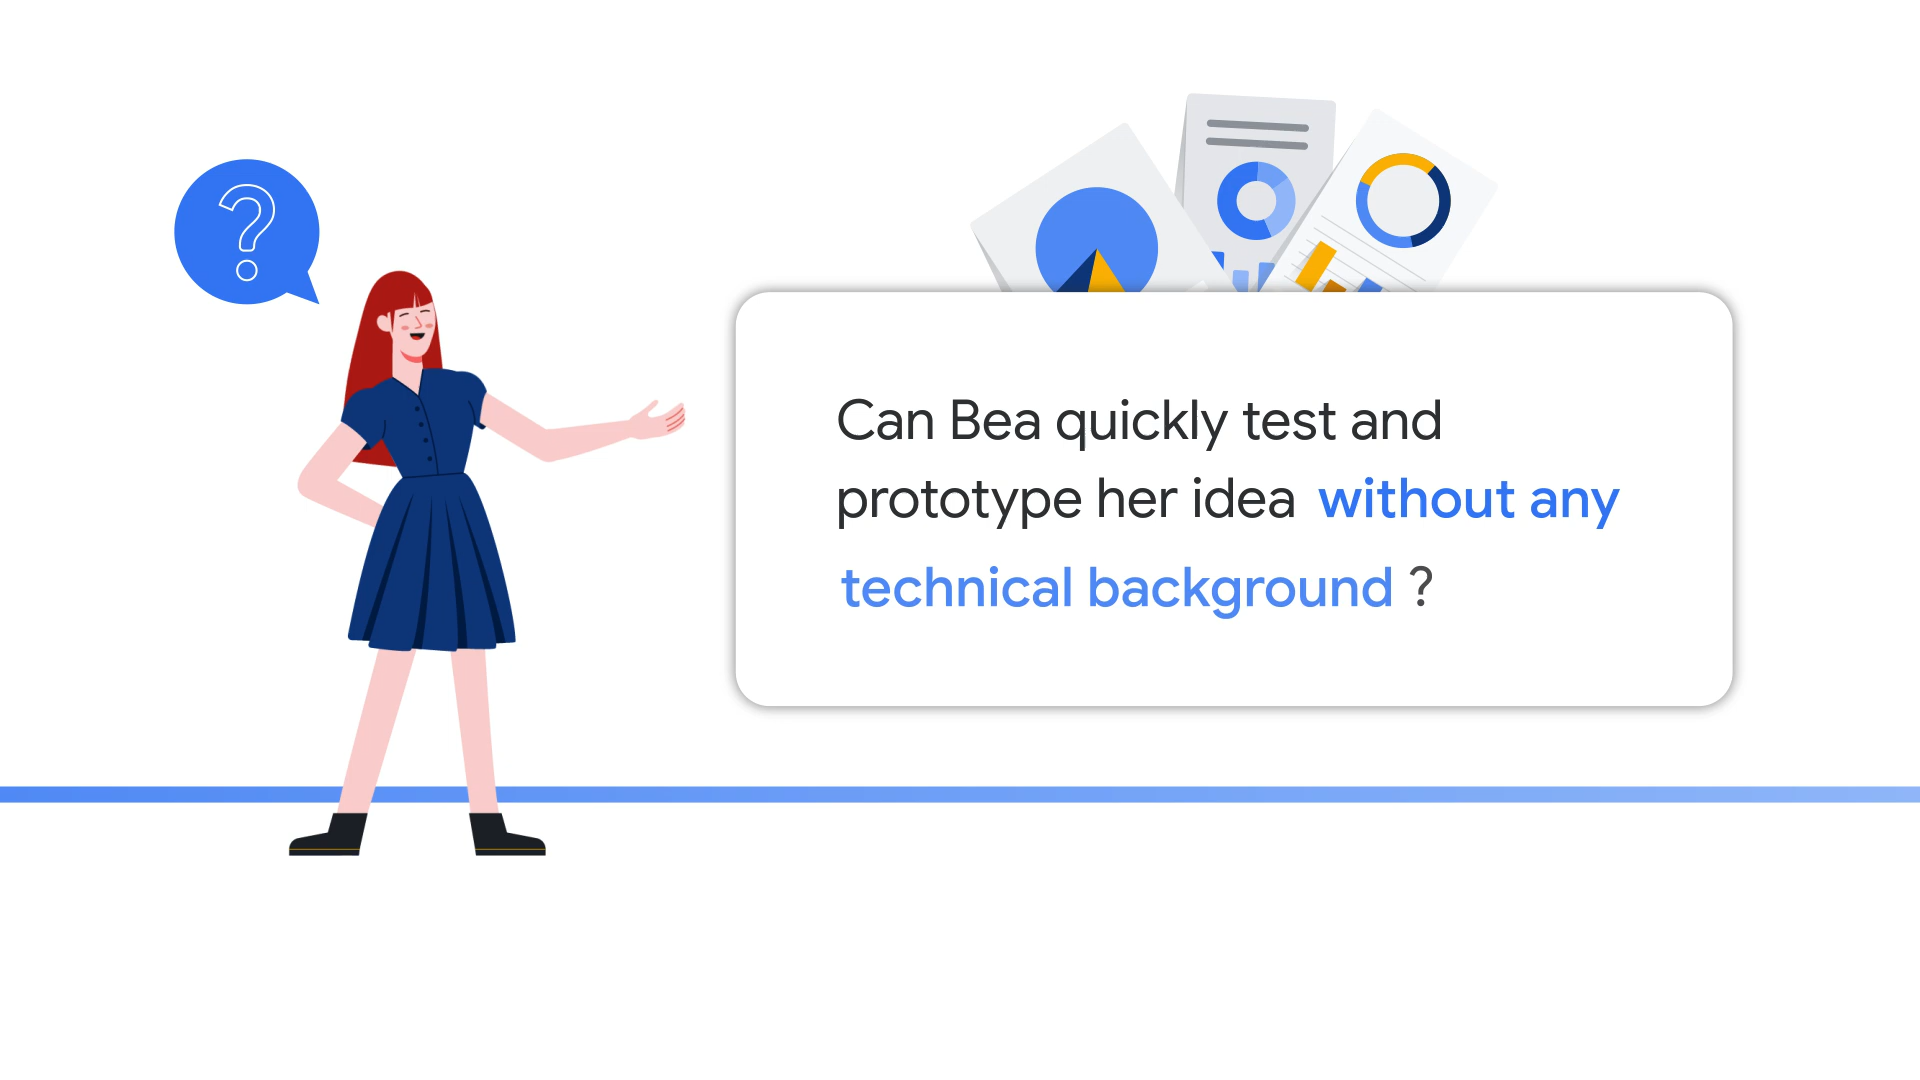 ?
Can Bea quickly test and
prototype her idea without any
technical background ?